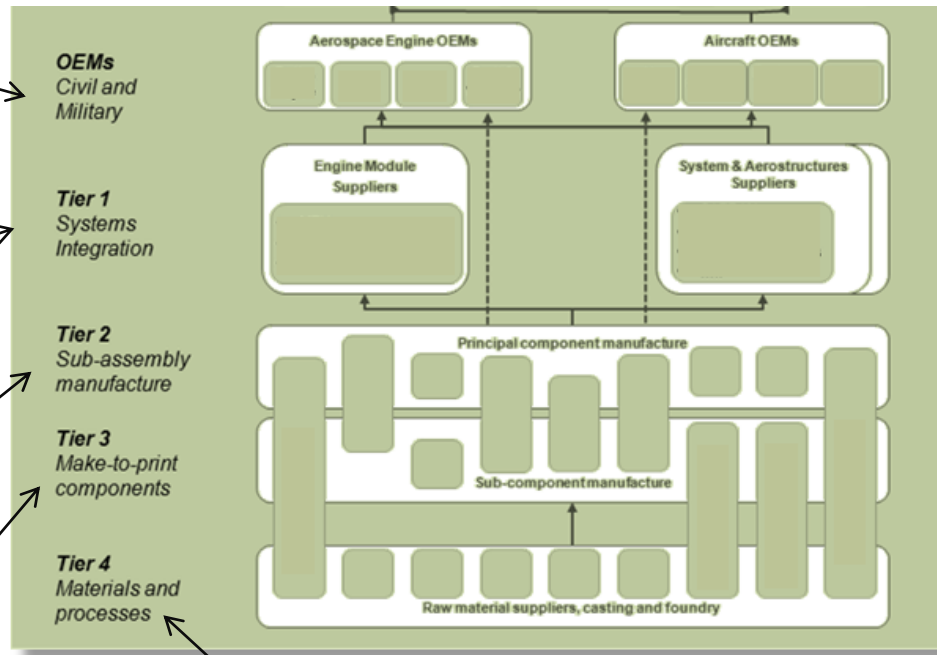 OEMs
Civil and
Military
Aerospace Engine OEMs
Aircraft OEMs
Tier 1
Systems
Integration
Engine Module
Suppliers
System & Aerostructures
Suppliers
Tier 2
Sub-assembly
manufacture
Principal component manufacture
Tier 3
Make-to-print
components
Sub-component manufacture
Tier 4
Materials and
processes
Raw material suppliers, casting and foundry